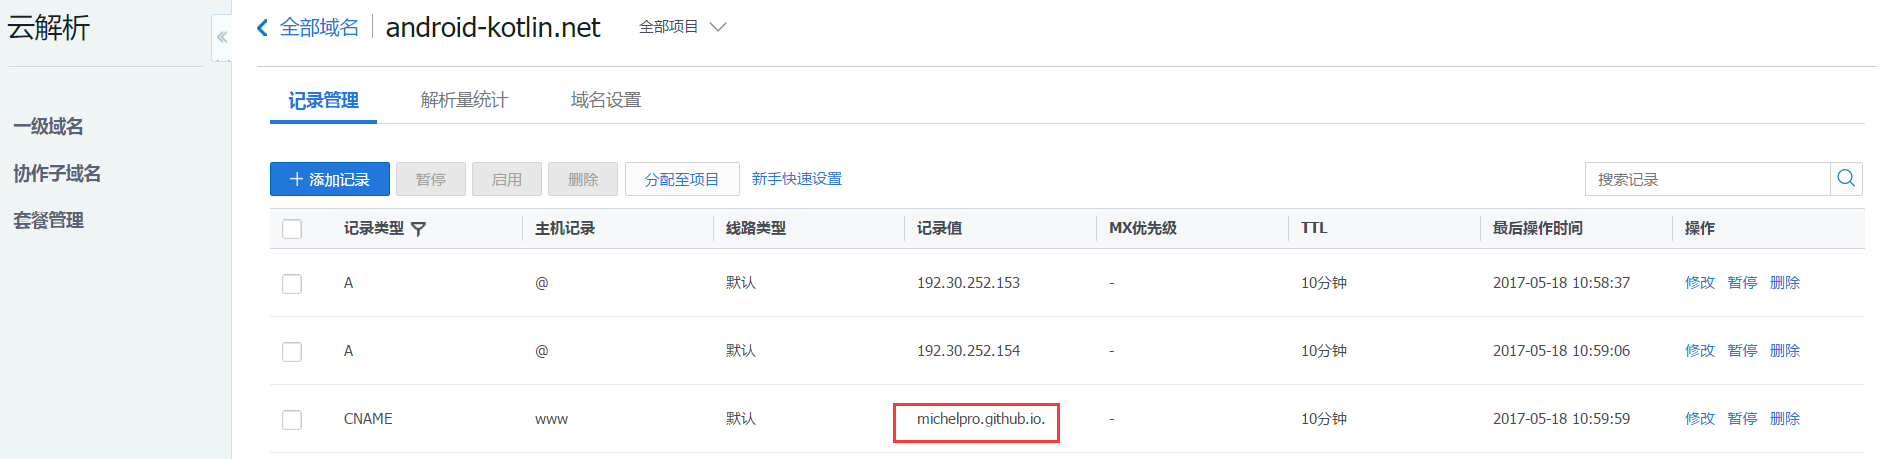 云解析
全部域名 android-kotlin.net 全部项目
一级域名
协作子域名
套餐管理
记录管理 解析量统计 域名设置
添加记录 暂停 启用 删除 分配至项目 新手快速设置 搜索记录
记录类型 主机记录 线路类型 记录值 MX优先级 TTL 最后操作时间 操作
A @ 默认 192.30.252.153 - 10分钟 2017-05-18 10:58:37 修改 暂停 删除
A @ 默认 192.30.252.154 - 10分钟 2017-05-18 10:59:06 修改 暂停 删除
CNAME www 默认 michelpro.github.io. - 10分钟 2017-05-18 10:59:59 修改 暂停 删除